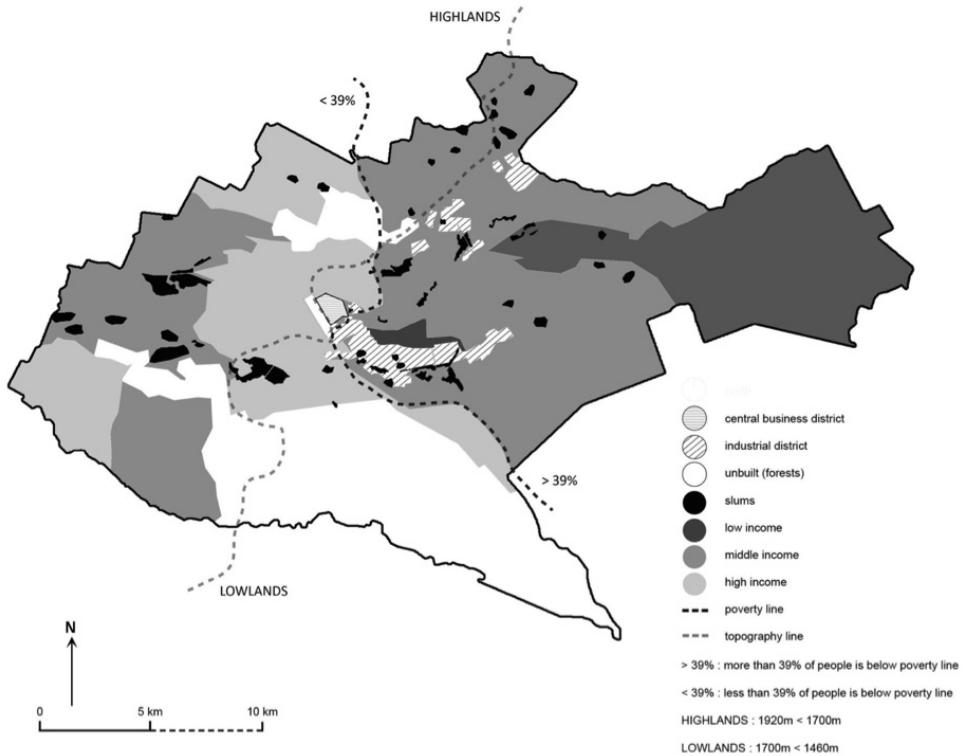 HIGHLANDS
< 39%
> 39%
LOWLANDS
N
0
5 km
10 km
north
central business district
industrial district
unbuilt (forests)
slums
low income
middle income
high income
poverty line
topography line
> 39% : more than 39% of people is below poverty line
< 39% : less than 39% of people is below poverty line
HIGHLANDS : 1920m < 1700m
LOWLANDS : 1700m < 1460m